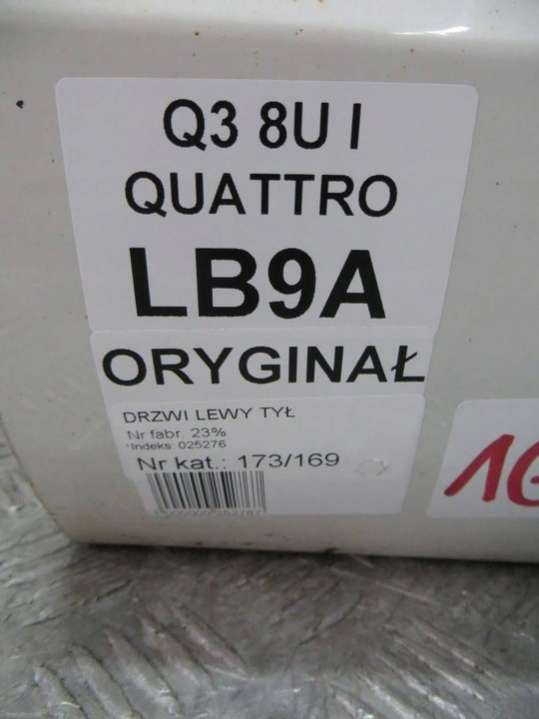 Q3 8U I
QUATTRO
LB9A
ORYGINAŁ
DRZWI LEWY TYŁ
Nr fabr. 23%
Indeks: 025276
Nr kat.: 173/169